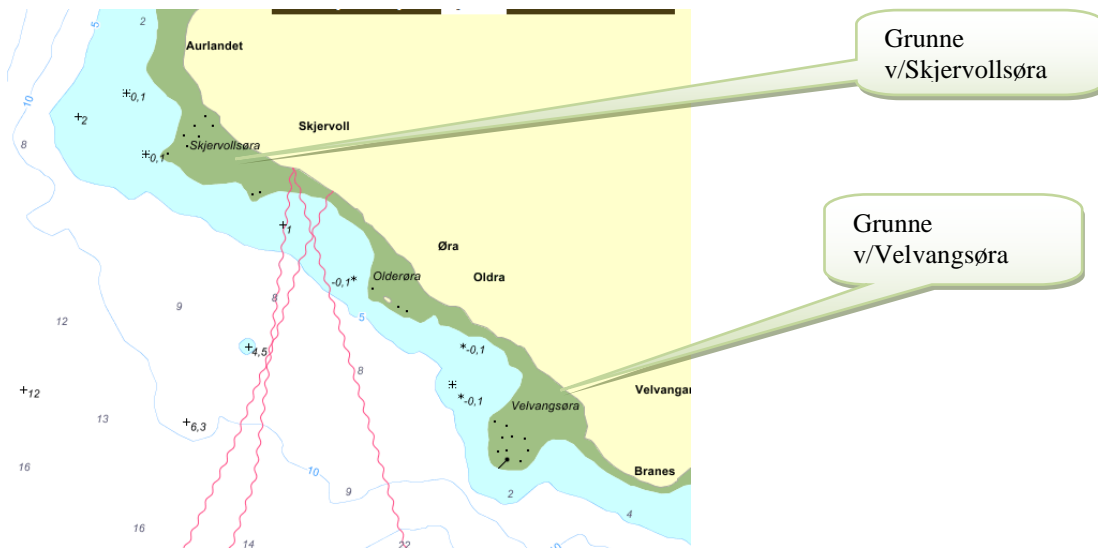 2
5
Aurlandet
10
-0,1
2
8
Skjervoll
Skjervollsøra
-0,1
1
Øra
Olderøra
Oldra
-0,1
9
8
12
5
-0,1
4,5
8
12
Velvangar
-0,1
Velvangsøra
13
6,3
16
10
Branes
9
2
4
16
14
22
Grunne
v/Skjervollsøra
Grunne
v/Velvangsøra